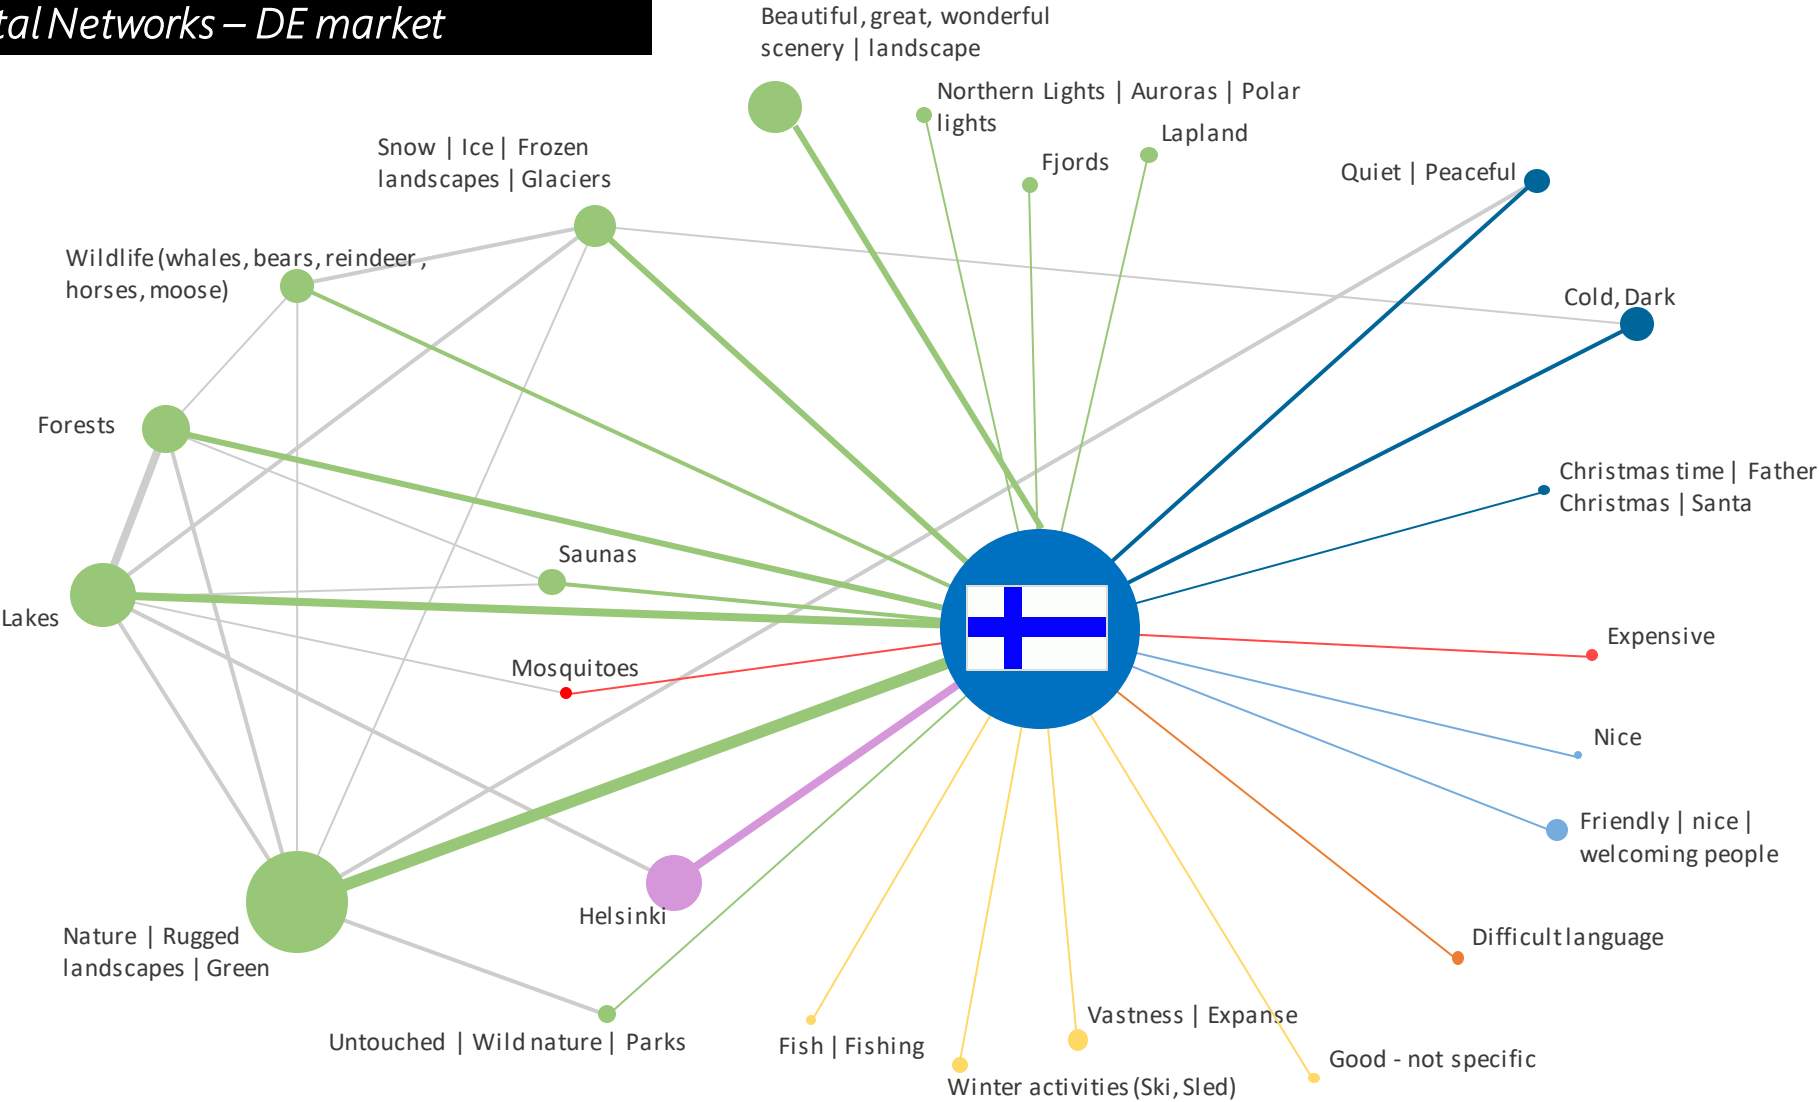 tal Networks – DE market
Beautiful, great, wonderful
scenery | landscape
Northern Lights | Auroras | Polar
lights
Lapland
Fjords
Snow | Ice | Frozen
landscapes | Glaciers
Quiet | Peaceful
Wildlife (whales, bears, reindeer,
horses, moose)
Cold, Dark
Forests
Christmas time | Father
Christmas | Santa
Saunas
Lakes
Expensive
Mosquitoes
Nice
Friendly | nice |
welcoming people
Helsinki
Nature | Rugged
landscapes | Green
Difficult language
Vastness | Expanse
Untouched | Wild nature | Parks
Fish | Fishing
Good - not specific
Winter activities (Ski, Sled)